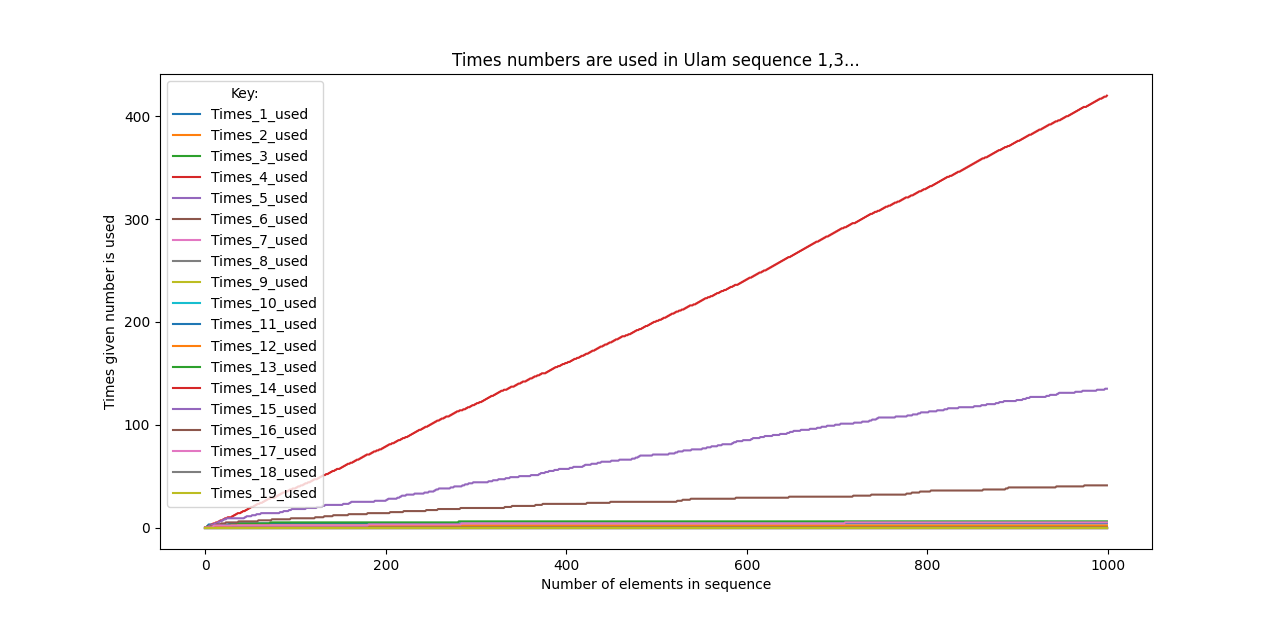 Times numbers are used in Ulam sequence 1,3...
Times given number is used
400
300
200
100
0
Key:
Times_1_used
Times_2_used
Times_3_used
Times_4_used
Times_5_used
Times_6_used
Times_7_used
Times_8_used
Times_9_used
Times_10_used
Times_11_used
Times_12_used
Times_13_used
Times_14_used
Times_15_used
Times_16_used
Times_17_used
Times_18_used
Times_19_used
0 200 400 600 800 1000
Number of elements in sequence